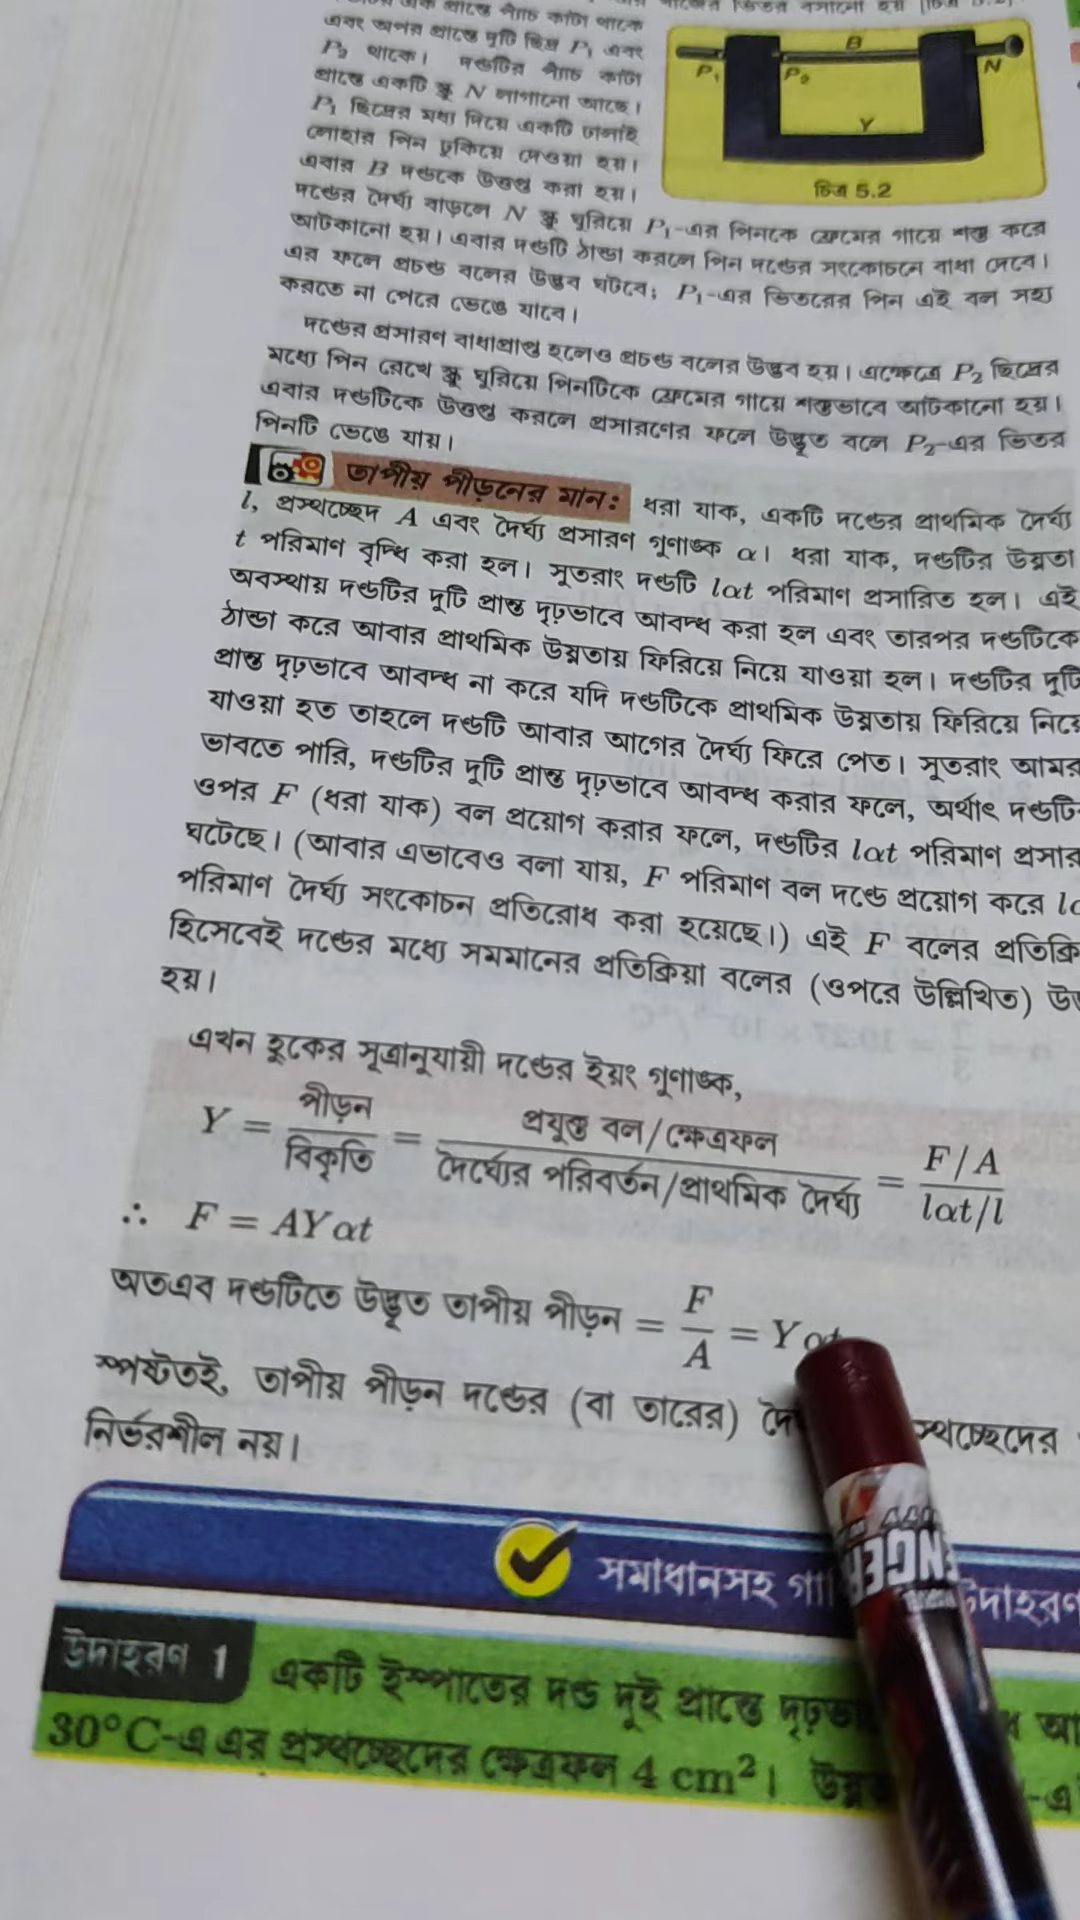 প্রান্তে প্যাঁচ কাটা থাকে
এবং অপর প্রান্তে দুটি ছিদ্র P₁ এবং
P₂ থাকে। দণ্ডটির প্যাঁচ কাটা
প্রান্তে একটি স্ক্রু N লাগানো আছে।
P₁ ছিদ্রের মধ্য দিয়ে একটি ঢালাই
লোহার পিন ঢুকিয়ে দেওয়া হয়।
এবার B দণ্ডকে উত্তপ্ত করা হয়।
P₁ P₂ B N
Y
চিত্র 5.2
দণ্ডের দৈর্ঘ্য বাড়লে N স্ক্রু ঘুরিয়ে P₁-এর পিনকে ফ্রেমের গায়ে শক্ত করে
আটকানো হয়। এবার দণ্ডটি ঠান্ডা করলে পিন দণ্ডের সংকোচনে বাধা দেবে।
এর ফলে প্রচণ্ড বলের উদ্ভব ঘটবে; P₁-এর ভিতরের পিন এই বল সহ্য
করতে না পেরে ভেঙে যাবে।
দণ্ডের প্রসারণ বাধাপ্রাপ্ত হলেও প্রচণ্ড বলের উদ্ভব হয়। এক্ষেত্রে P₂ ছিদ্রের
মধ্যে পিন রেখে স্ক্রু ঘুরিয়ে পিনটিকে ফ্রেমের গায়ে শক্তভাবে আটকানো হয়।
এবার দণ্ডটিকে উত্তপ্ত করলে প্রসারণের ফলে উদ্ভূত বলে P₂-এর ভিতর
পিনটি ভেঙে যায়।
তাপীয় পীড়নের মান: ধরা যাক, একটি দণ্ডের প্রাথমিক দৈর্ঘ্য
l, প্রস্থচ্ছেদ A এবং দৈর্ঘ্য প্রসারণ গুণাঙ্ক α। ধরা যাক, দণ্ডটির উষ্ণতা
t পরিমাণ বৃদ্ধি করা হল। সুতরাং দণ্ডটি lαt পরিমাণ প্রসারিত হল। এই
অবস্থায় দণ্ডটির দুটি প্রান্ত দৃঢ়ভাবে আবদ্ধ করা হল এবং তারপর দণ্ডটিকে
ঠান্ডা করে আবার প্রাথমিক উষ্ণতায় ফিরিয়ে নিয়ে যাওয়া হল। দণ্ডটির দুটি
প্রান্ত দৃঢ়ভাবে আবদ্ধ না করে যদি দণ্ডটিকে প্রাথমিক উষ্ণতায় ফিরিয়ে নিয়ে
যাওয়া হত তাহলে দণ্ডটি আবার আগের দৈর্ঘ্য ফিরে পেত। সুতরাং আমর
ভাবতে পারি, দণ্ডটির দুটি প্রান্ত দৃঢ়ভাবে আবদ্ধ করার ফলে, অর্থাৎ দণ্ডটি
ওপর F (ধরা যাক) বল প্রয়োগ করার ফলে, দণ্ডটির lαt পরিমাণ প্রসার
ঘটেছে। (আবার এভাবেও বলা যায়, F পরিমাণ বল দণ্ডে প্রয়োগ করে lα
পরিমাণ দৈর্ঘ্য সংকোচন প্রতিরোধ করা হয়েছে।) এই F বলের প্রতিক্রি
হিসেবেই দণ্ডের মধ্যে সমমানের প্রতিক্রিয়া বলের (ওপরে উল্লিখিত) উ
হয়।
এখন হুকের সূত্রানুযায়ী দণ্ডের ইয়ং গুণাঙ্ক,
Y = পীড়ন/বিকৃতি = প্রযুক্ত বল/ক্ষেত্রফল / দৈর্ঘ্যের পরিবর্তন/প্রাথমিক দৈর্ঘ্য = F/A / lαt/l
∴ F = AYαt
অতএব দণ্ডটিতে উদ্ভূত তাপীয় পীড়ন = F/A = Yαt
স্পষ্টতই, তাপীয় পীড়ন দণ্ডের (বা তারের) দৈ স্থচ্ছেদের
নির্ভরশীল নয়।
সমাধানসহ গা উদাহরণ
উদাহরণ 1 একটি ইস্পাতের দণ্ড দুই প্রান্তে দৃঢ়ভা আ
30°C-এ এর প্রস্থচ্ছেদের ক্ষেত্রফল 4 cm²। উষ্ণ -এ